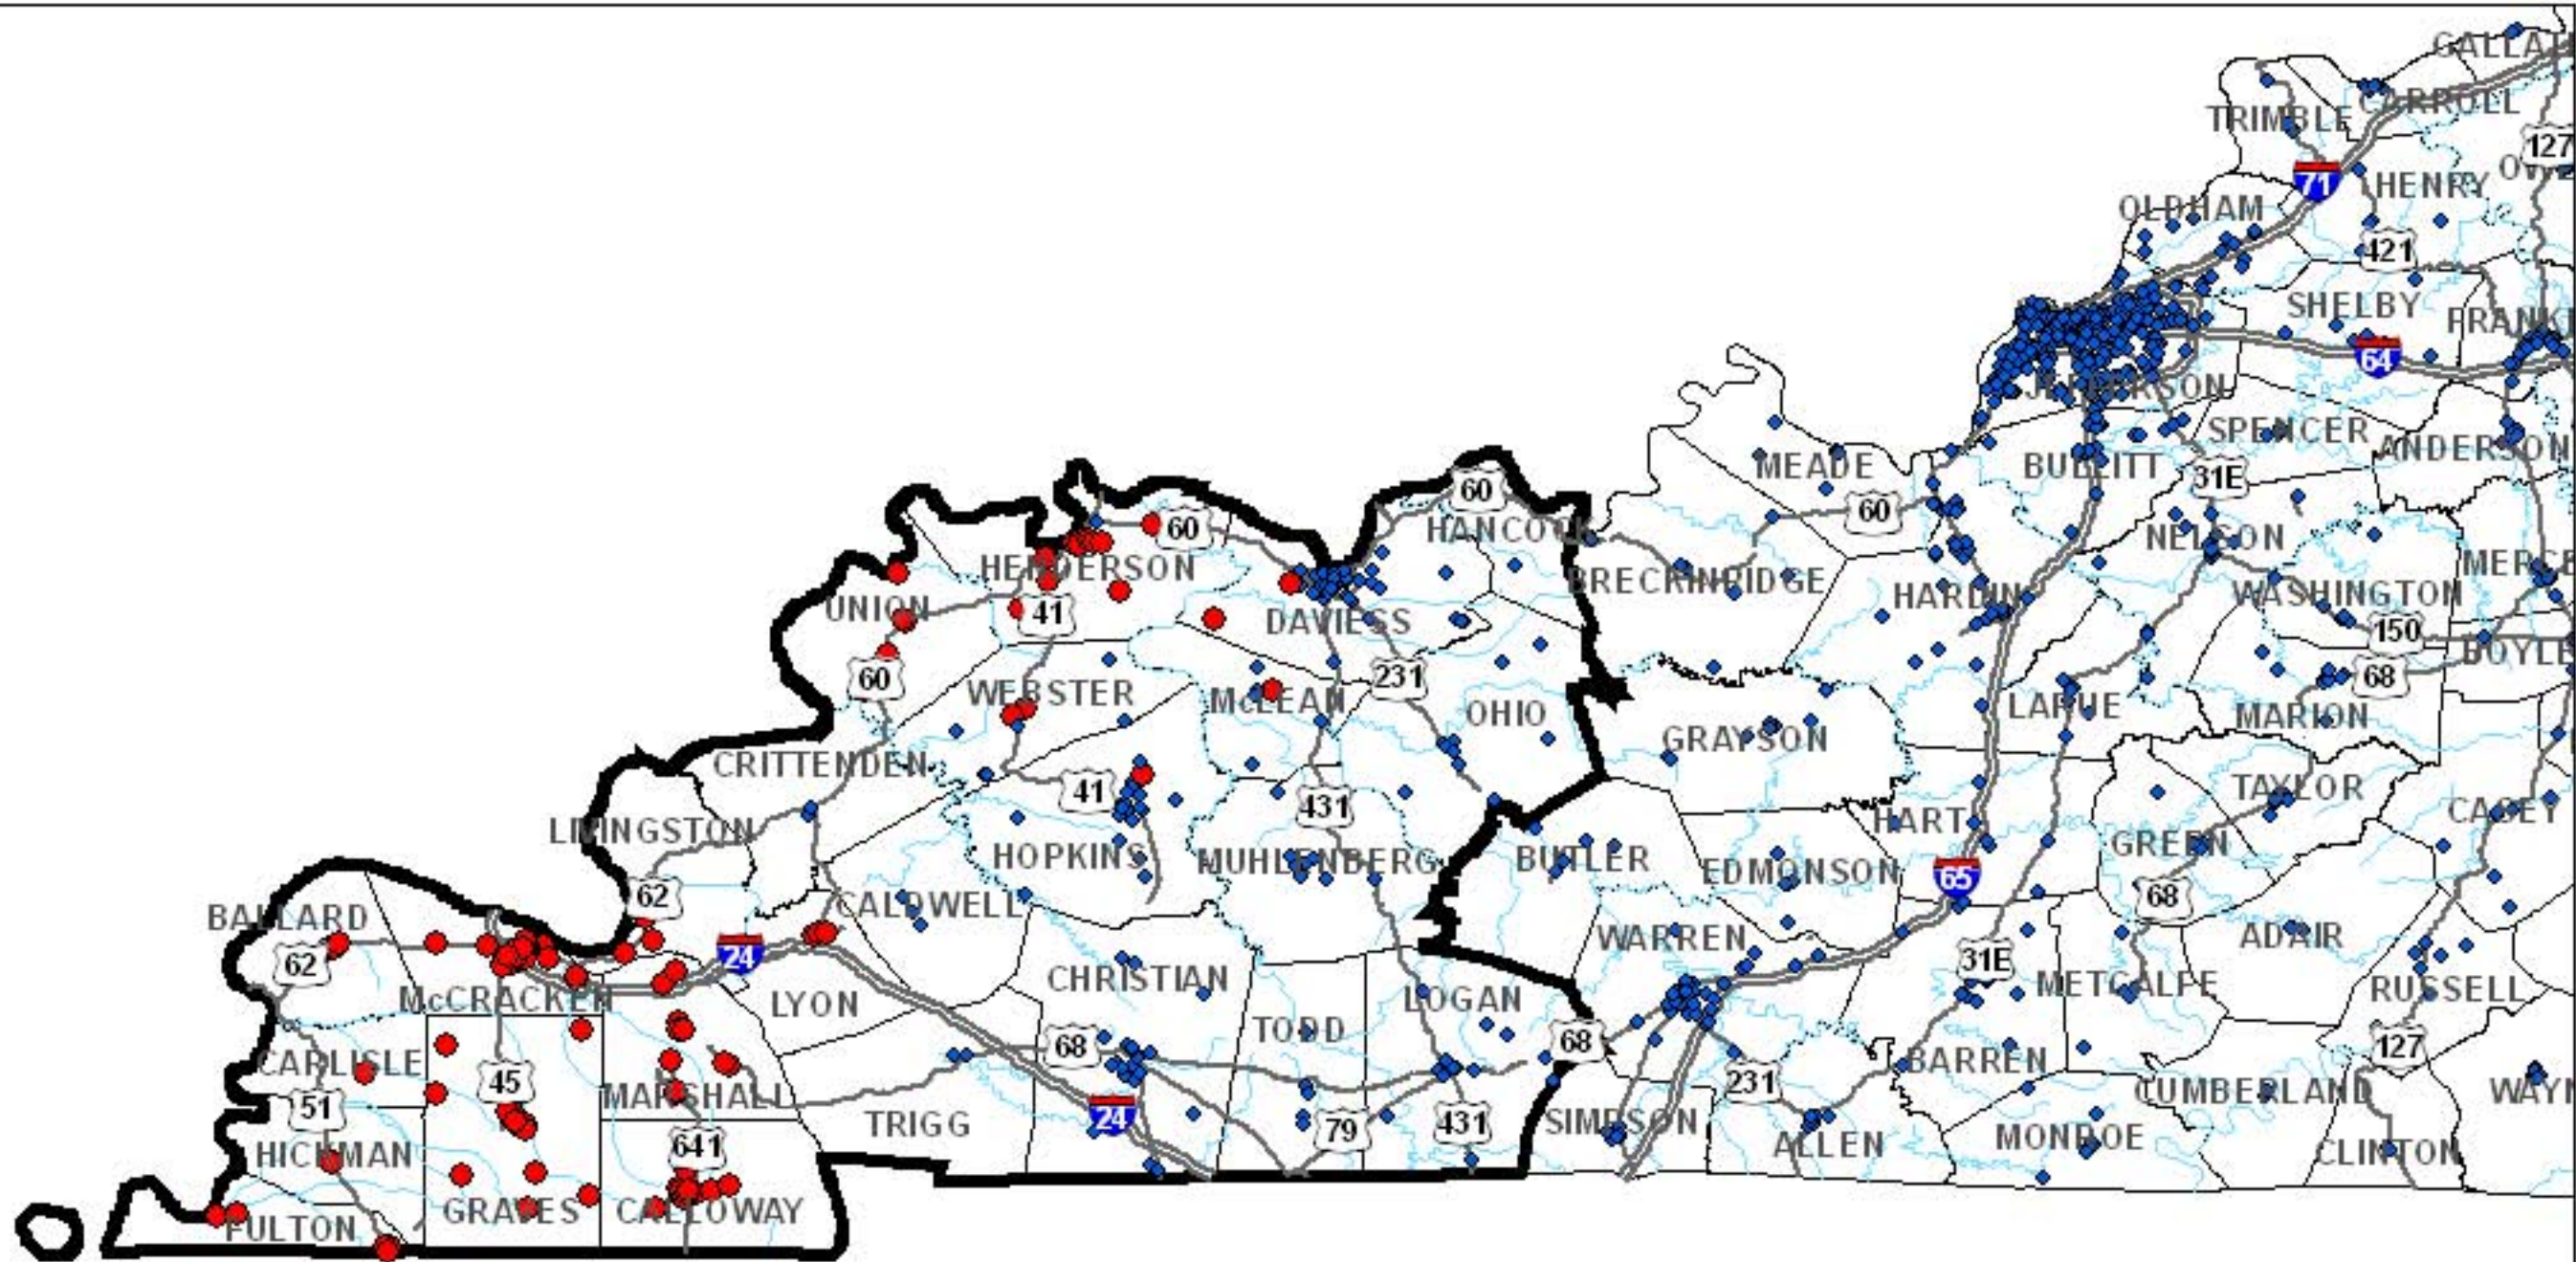 GALLATI
TRIMBLE
CARROLL
127
71
HENRY
OLDHAM
421
SHELBY
64
JEFFERSON
SPENCER
ANDERSON
MEADE
BULLITT
31E
60
60
60
HANCOCK
NELSON
HENDERSON
BRECKINRIDGE
HARDIN
WASHINGTON
UNION
41
DAVIESS
150
60
231
68
WEBSTER
McLEAN
OHIO
LARUE
MARION
GRAYSON
CRITTENDEN
41
431
TAYLOR
CASEY
LIVINGSTON
HART
GREEN
HOPKINS
MUHLENBERG
BUTLER
EDMONSON
65
62
68
BALLARD
CALDWELL
WARREN
ADAIR
62
24
31E
CHRISTIAN
METCALFE
RUSSELL
McCRACKEN
LYON
LOGAN
TODD
68
68
127
CARLISLE
BARREN
45
231
MARSHALL
CUMBERLAND
51
24
TRIGG
79
431
SIMPSON
641
ALLEN
MONROE
HICKMAN
CLINTON
GRAVES
CALLOWAY
FULTON